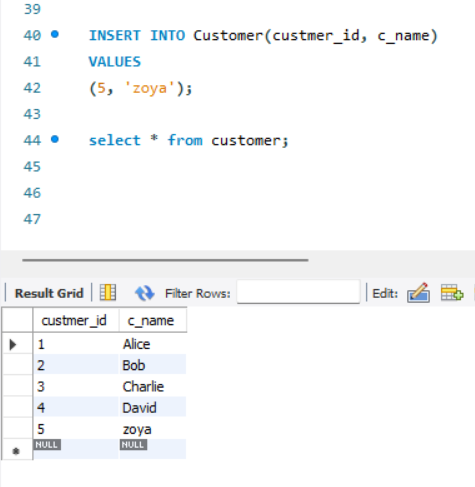 39
40 INSERT INTO Customer(custmer_id, c_name)
41 VALUES
42 (5, 'zoya');
43
44 select * from customer;
45
46
47
Result Grid Filter Rows: Edit:
custmer_id c_name
1 Alice
2 Bob
3 Charlie
4 David
5 zoya
NULL NULL